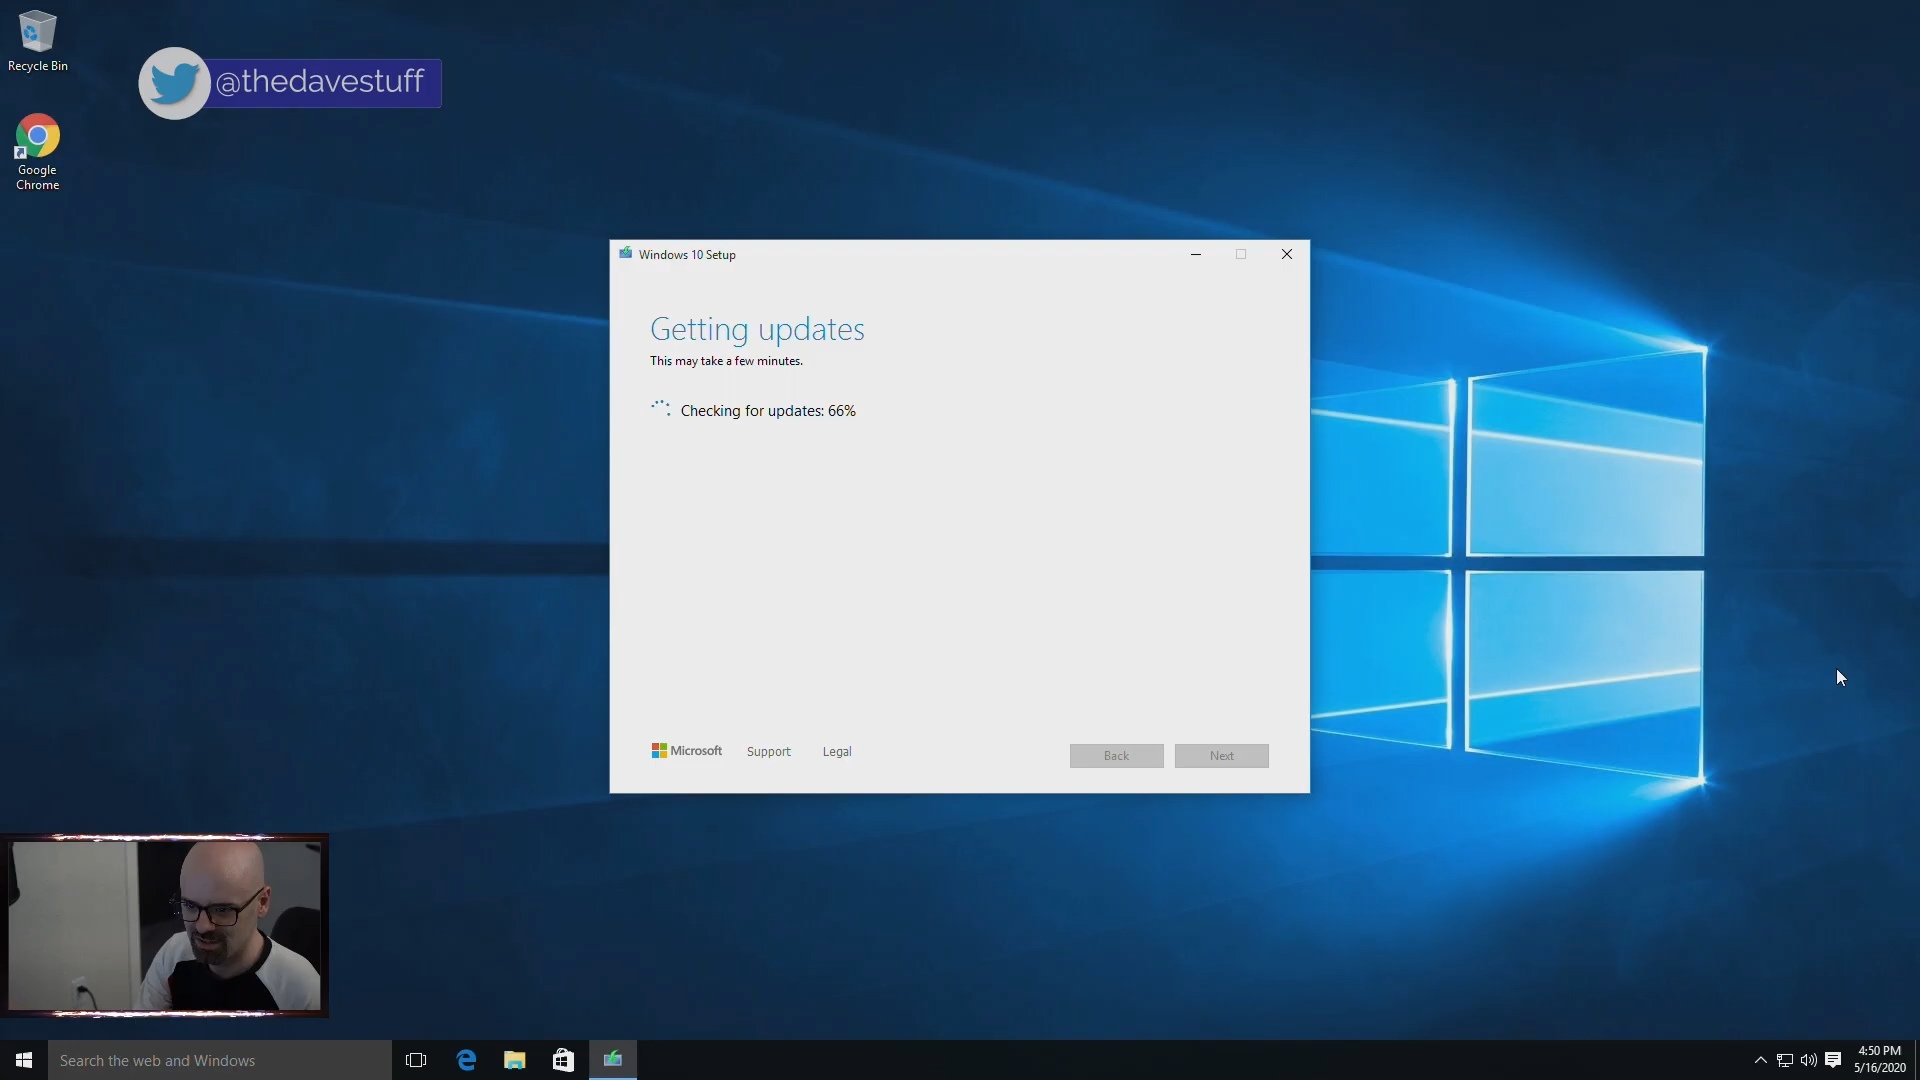 Recycle Bin
@thedavestuff
Google
Chrome
Windows 10 Setup
Getting updates
This may take a few minutes.
Checking for updates: 66%
Microsoft
Support
Legal
Back
Next
Search the web and Windows
4:50 PM
5/16/2020